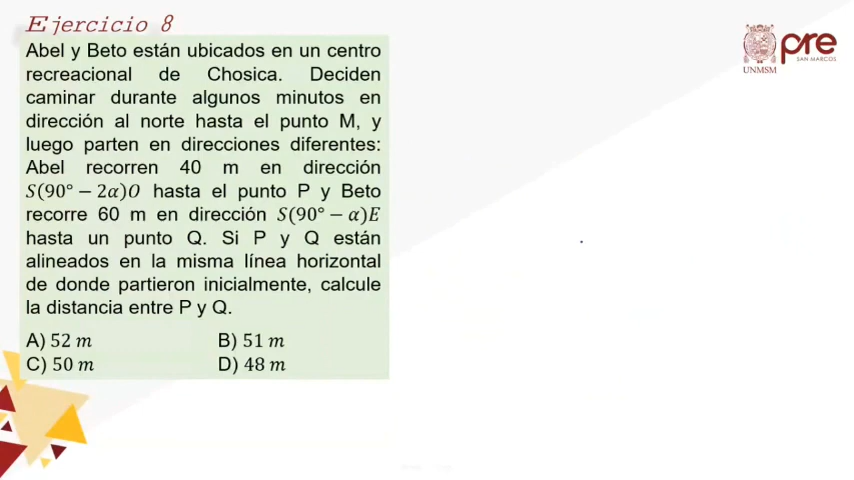 Ejercicio 8
Abel y Beto están ubicados en un centro
recreacional de Chosica. Deciden
caminar durante algunos minutos en
dirección al norte hasta el punto M, y
luego parten en direcciones diferentes:
Abel recorren 40 m en dirección
S(90° − 2α)O hasta el punto P y Beto
recorre 60 m en dirección S(90° − α)E
hasta un punto Q. Si P y Q están
alineados en la misma línea horizontal
de donde partieron inicialmente, calcule
la distancia entre P y Q.
A) 52 m B) 51 m
C) 50 m D) 48 m
UNMSM
pre
SAN MARCOS